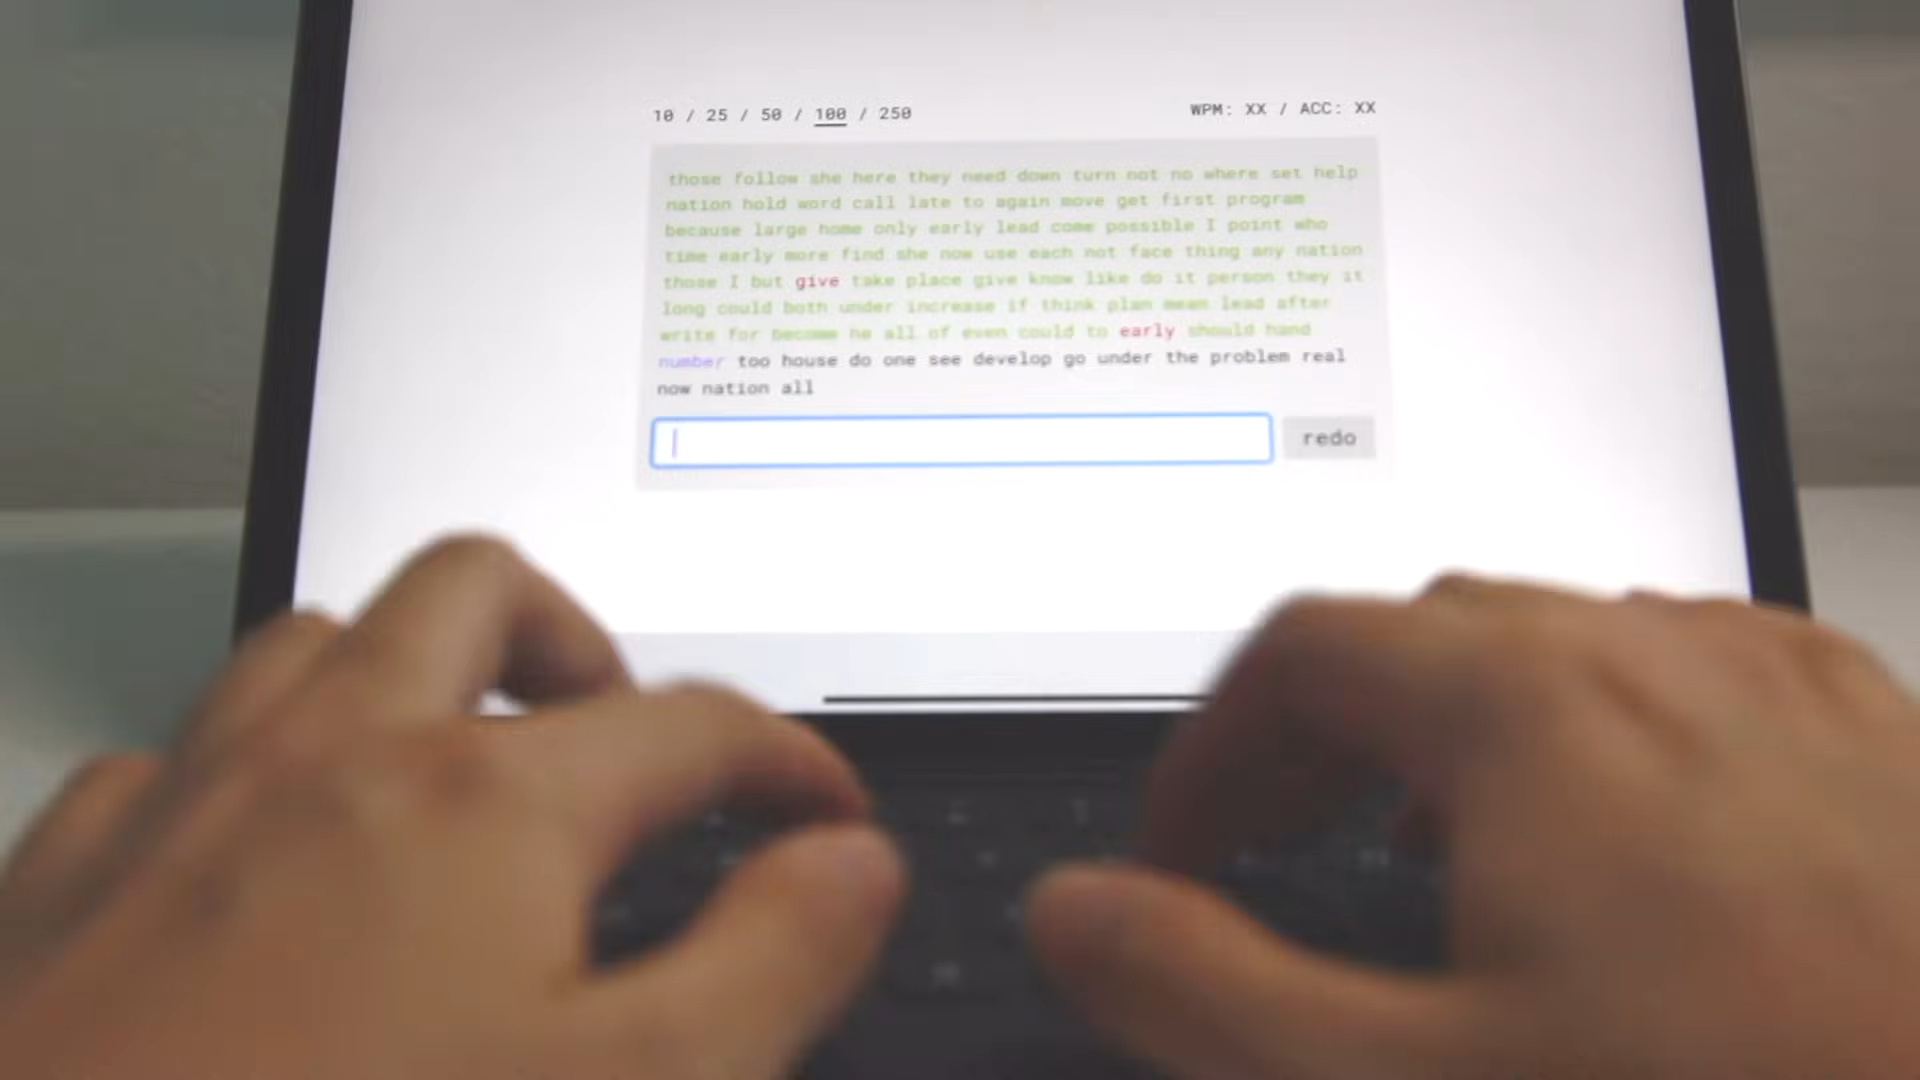 10 / 25 / 50 / 100 / 250
WPM: XX / ACC: XX
those follow she here they need down turn not no where set help
nation hold word call late to again move get first program
because large home only early lead come possible I point who
time early more find she now use each not face thing any nation
those I but give take place give know like do it person they it
long could both under increase if think plan mean lead after
write for become he all of even could to early should hand
number too house do one see develop go under the problem real
now nation all
redo